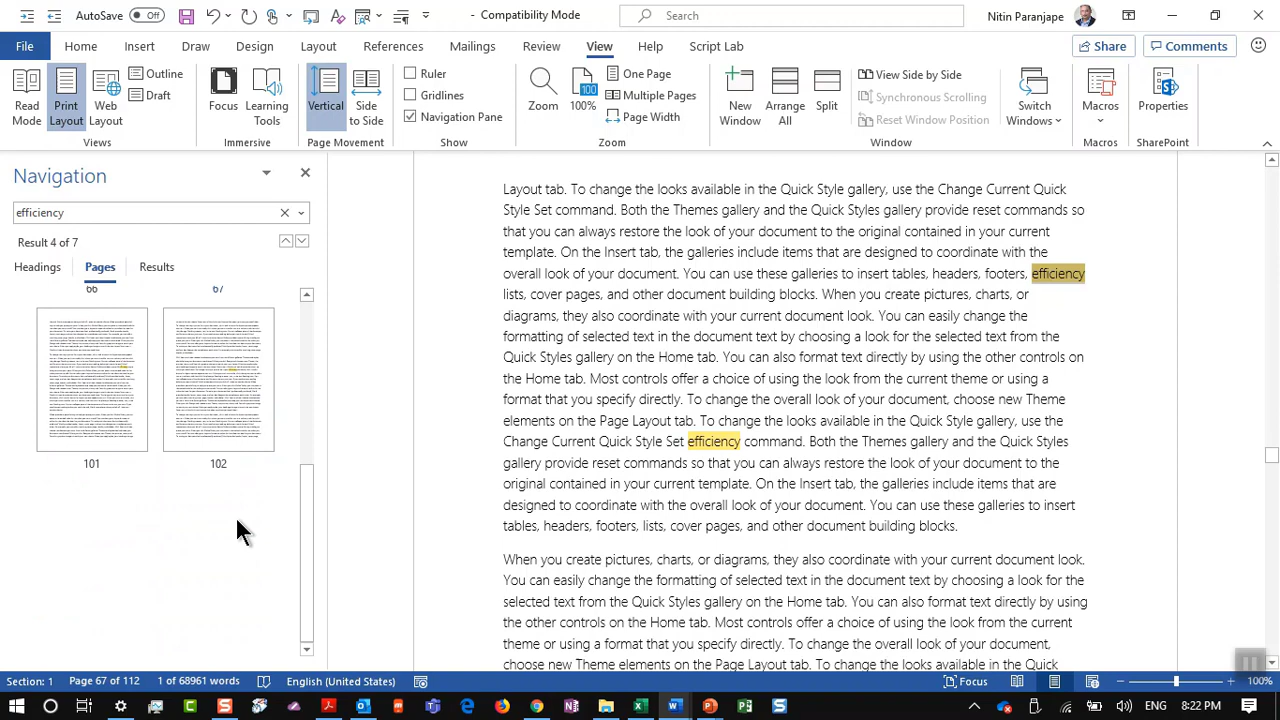 AutoSave Off
- Compatibility Mode
Search
Nitin Paranjape
File Home Insert Draw Design Layout References Mailings Review View Help Script Lab
Share Comments
Read Mode
Print Layout
Web Layout
Outline
Draft
Views
Focus
Learning Tools
Immersive
Vertical
Side to Side
Page Movement
Ruler
Gridlines
Navigation Pane
Show
Zoom
100
100%
One Page
Multiple Pages
Page Width
Zoom
New Window
Arrange All
Split
View Side by Side
Synchronous Scrolling
Reset Window Position
Window
Switch Windows
Macros
Macros
Properties
SharePoint
Navigation
efficiency
Result 4 of 7
Headings Pages Results
66 67
101 102
Layout tab. To change the looks available in the Quick Style gallery, use the Change Current Quick
Style Set command. Both the Themes gallery and the Quick Styles gallery provide reset commands so
that you can always restore the look of your document to the original contained in your current
template. On the Insert tab, the galleries include items that are designed to coordinate with the
overall look of your document. You can use these galleries to insert tables, headers, footers, efficiency
lists, cover pages, and other document building blocks. When you create pictures, charts, or
diagrams, they also coordinate with your current document look. You can easily change the
formatting of selected text in the document text by choosing a look for the selected text from the
Quick Styles gallery on the Home tab. You can also format text directly by using the other controls on
the Home tab. Most controls offer a choice of using the look from the current theme or using a
format that you specify directly. To change the overall look of your document, choose new Theme
elements on the Page Layout tab. To change the looks available in the Quick Style gallery, use the
Change Current Quick Style Set efficiency command. Both the Themes gallery and the Quick Styles
gallery provide reset commands so that you can always restore the look of your document to the
original contained in your current template. On the Insert tab, the galleries include items that are
designed to coordinate with the overall look of your document. You can use these galleries to insert
tables, headers, footers, lists, cover pages, and other document building blocks.
When you create pictures, charts, or diagrams, they also coordinate with your current document look.
You can easily change the formatting of selected text in the document text by choosing a look for the
selected text from the Quick Styles gallery on the Home tab. You can also format text directly by using
the other controls on the Home tab. Most controls offer a choice of using the look from the current
theme or using a format that you specify directly. To change the overall look of your document,
choose new Theme elements on the Page Layout tab. To change the looks available in the Quick
Section: 1 Page 67 of 112 1 of 68961 words English (United States) Focus 100%
ENG 8:22 PM